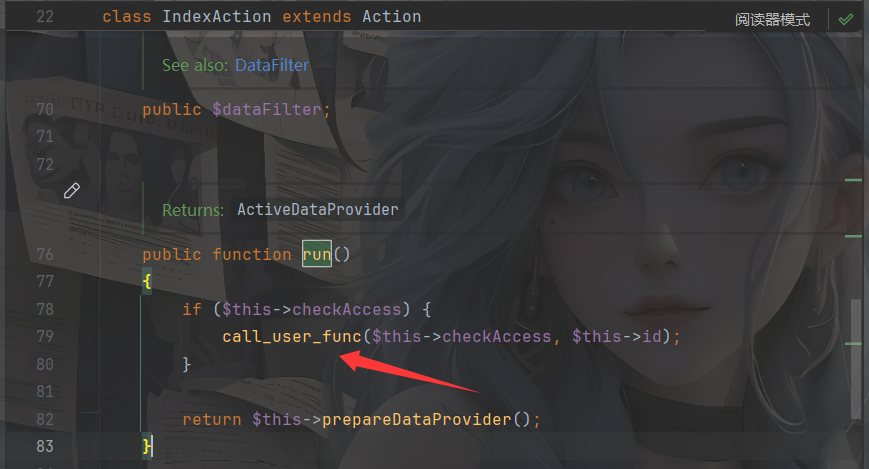 22 class IndexAction extends Action
阅读器模式
See also: DataFilter
70 public $dataFilter;
71
72
Returns: ActiveDataProvider
76 public function run()
77 {
78 if ($this->checkAccess) {
79 call_user_func($this->checkAccess, $this->id);
80 }
81
82 return $this->prepareDataProvider();
83 }